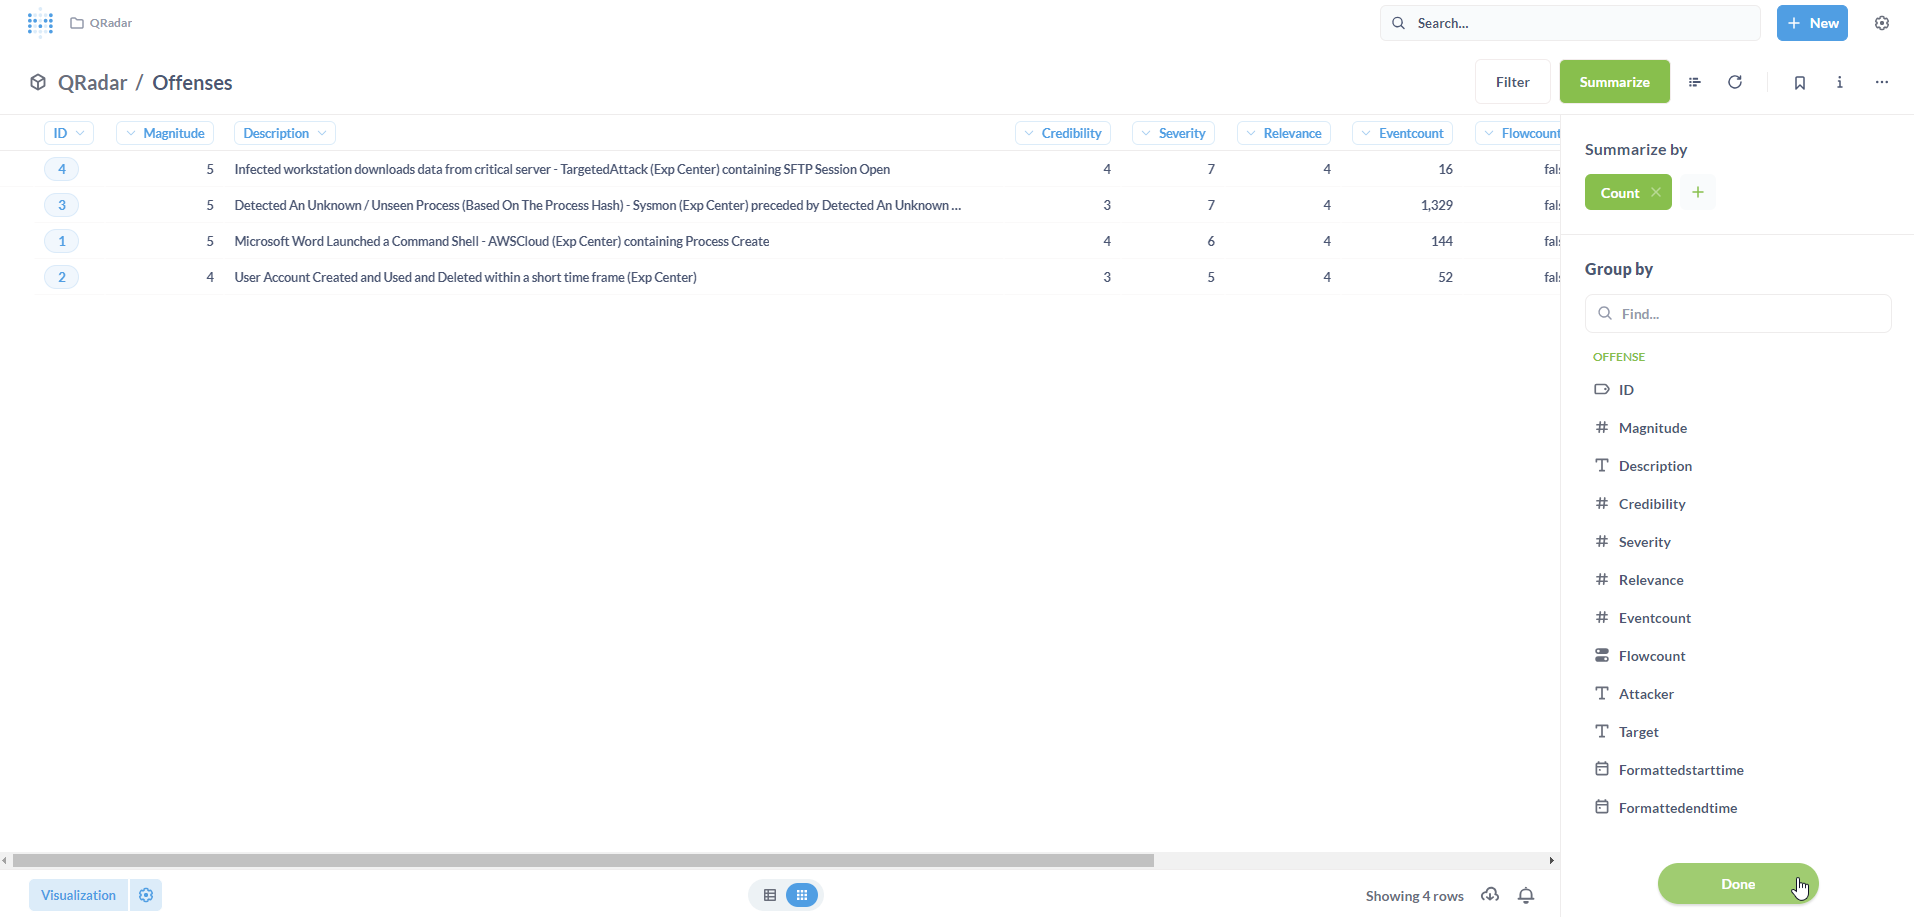 QRadar
Search...
New
QRadar / Offenses
Filter
Summarize
ID Magnitude Description Credibility Severity Relevance Eventcount Flowcount
4 5 Infected workstation downloads data from critical server - TargetedAttack (Exp Center) containing SFTP Session Open 4 7 4 16
3 5 Detected An Unknown / Unseen Process (Based On The Process Hash) - Sysmon (Exp Center) preceded by Detected An Unknown ... 3 7 4 1,329
1 5 Microsoft Word Launched a Command Shell - AWSCloud (Exp Center) containing Process Create 4 6 4 144
2 4 User Account Created and Used and Deleted within a short time frame (Exp Center) 3 5 4 52
Summarize by
Count
Group by
Find...
OFFENSE
ID
Magnitude
Description
Credibility
Severity
Relevance
Eventcount
Flowcount
Attacker
Target
Formattedstarttime
Formattedendtime
Done
Visualization
Showing 4 rows